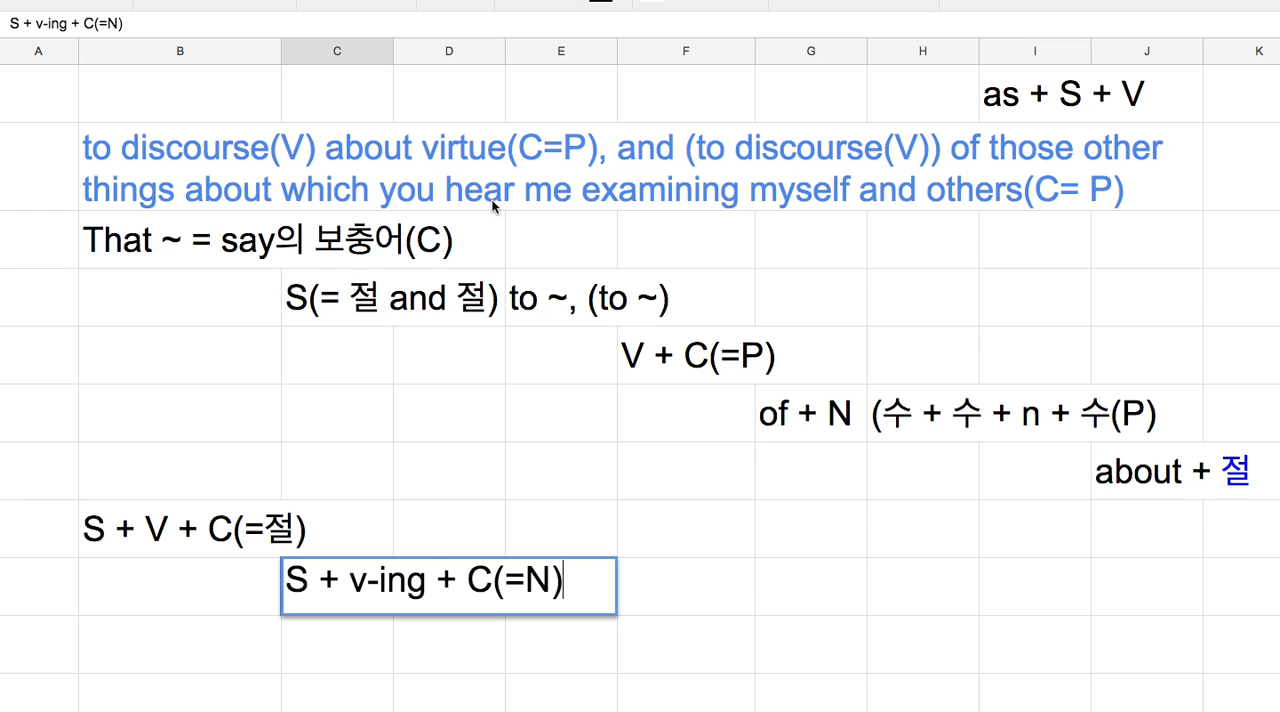 S + v-ing + C(=N)
A B C D E F G H I J K
as + S + V
to discourse(V) about virtue(C=P), and (to discourse(V)) of those other
things about which you hear me examining myself and others(C= P)
That ~ = say의 보충어(C)
S(= 절 and 절) to ~, (to ~)
V + C(=P)
of + N (수 + 수 + n + 수(P)
about + 절
S + V + C(=절)
S + v-ing + C(=N)